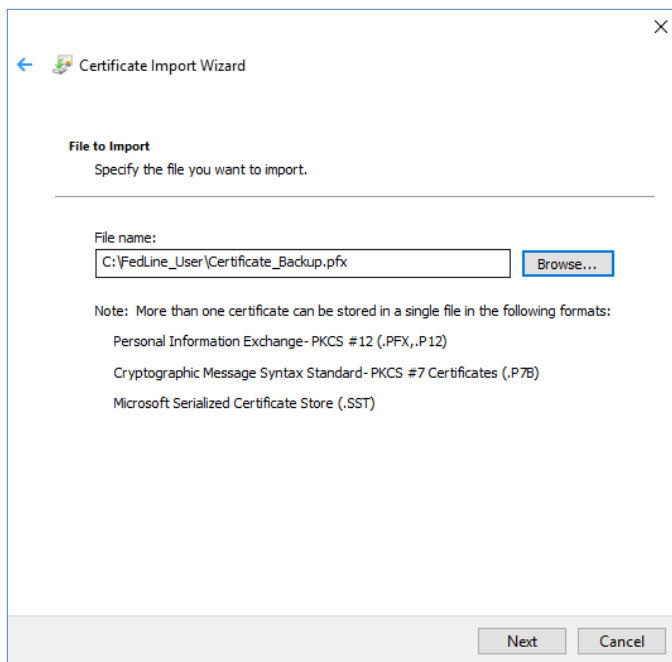 Certificate Import Wizard
File to Import
Specify the file you want to import.
File name:
C:\FedLine_User\Certificate_Backup.pfx
Browse...
Note:  More than one certificate can be stored in a single file in the following formats:
Personal Information Exchange- PKCS #12 (.PFX,.P12)
Cryptographic Message Syntax Standard- PKCS #7 Certificates (.P7B)
Microsoft Serialized Certificate Store (.SST)
Next
Cancel